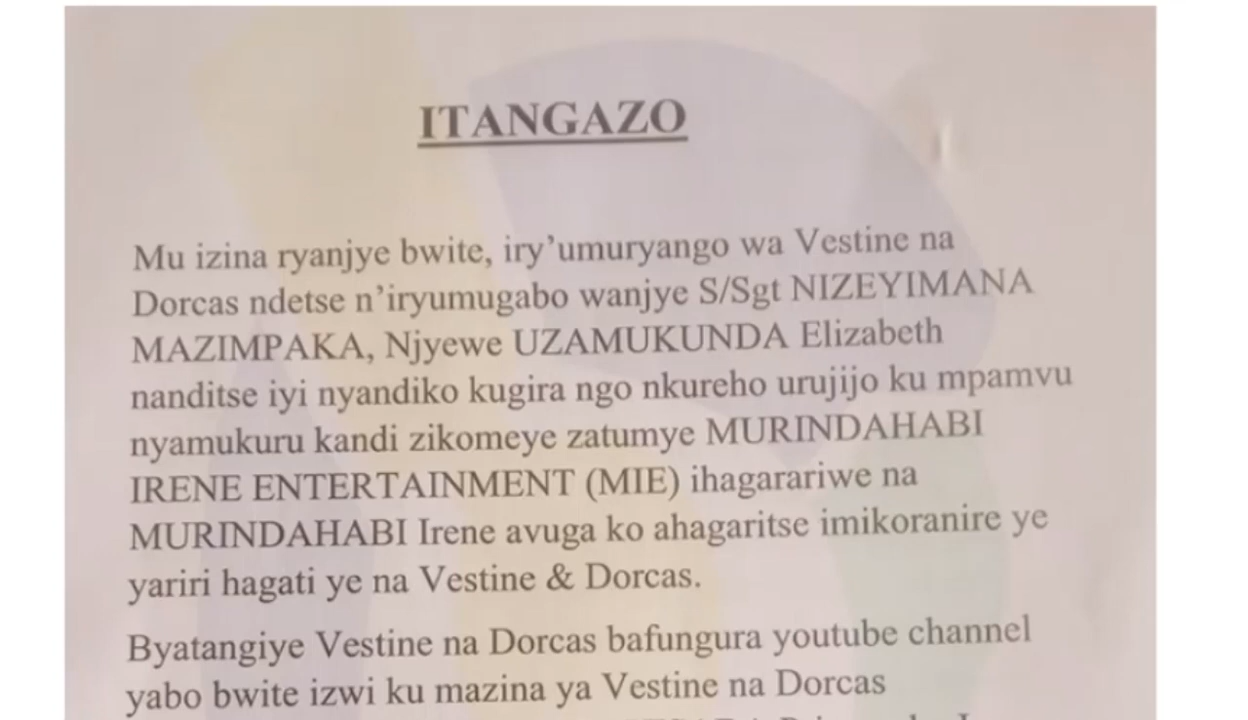 ITANGAZO
Mu izina ryanjye bwite, iry’umuryango wa Vestine na
Dorcas ndetse n’iryumugabo wanjye S/Sgt NIZEYIMANA
MAZIMPAKA, Njyewe UZAMUKUNDA Elizabeth
nanditse iyi nyandiko kugira ngo nkureho urujijo ku mpamvu
nyamukuru kandi zikomeye zatumye MURINDAHABI
IRENE ENTERTAINMENT (MIE) ihagarariwe na
MURINDAHABI Irene avuga ko ahagaritse imikoranire ye
yariri hagati ye na Vestine & Dorcas.
Byatangiye Vestine na Dorcas bafungura youtube channel
yabo bwite izwi ku mazina ya Vestine na Dorcas